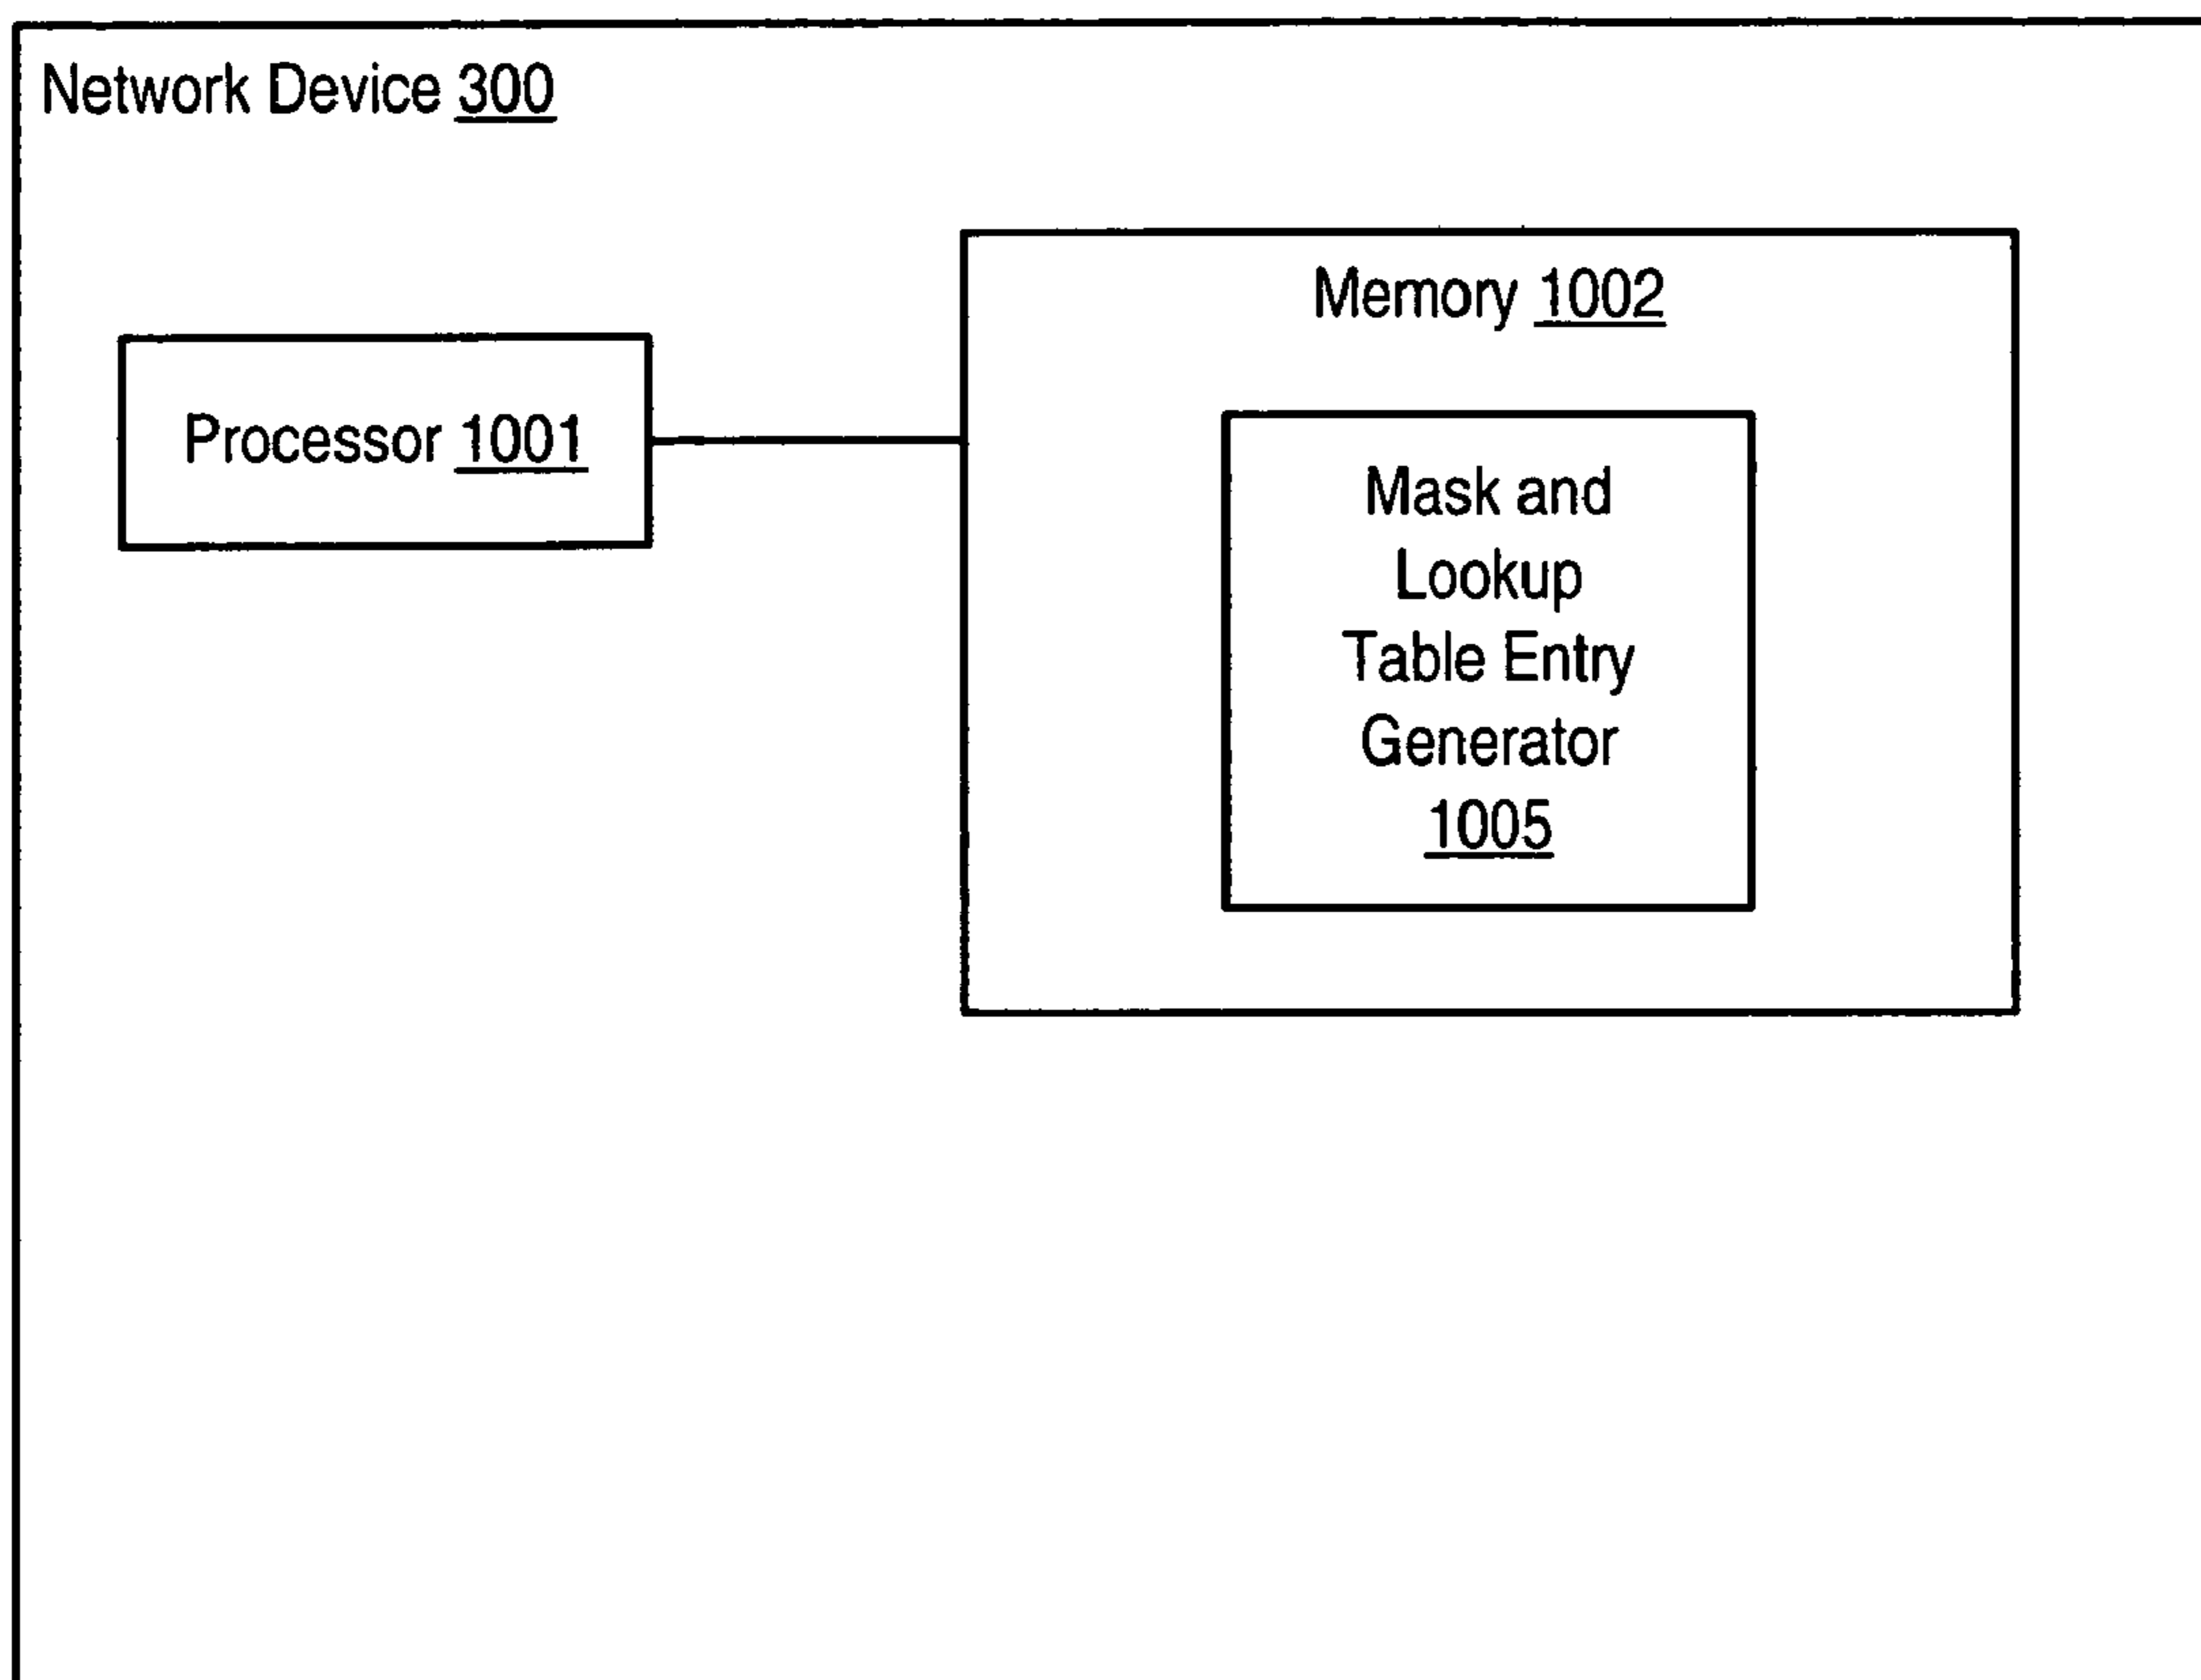 Network Device 300
Memory 1002
Processor 1001
Mask and
Lookup
Table Entry
Generator
1005